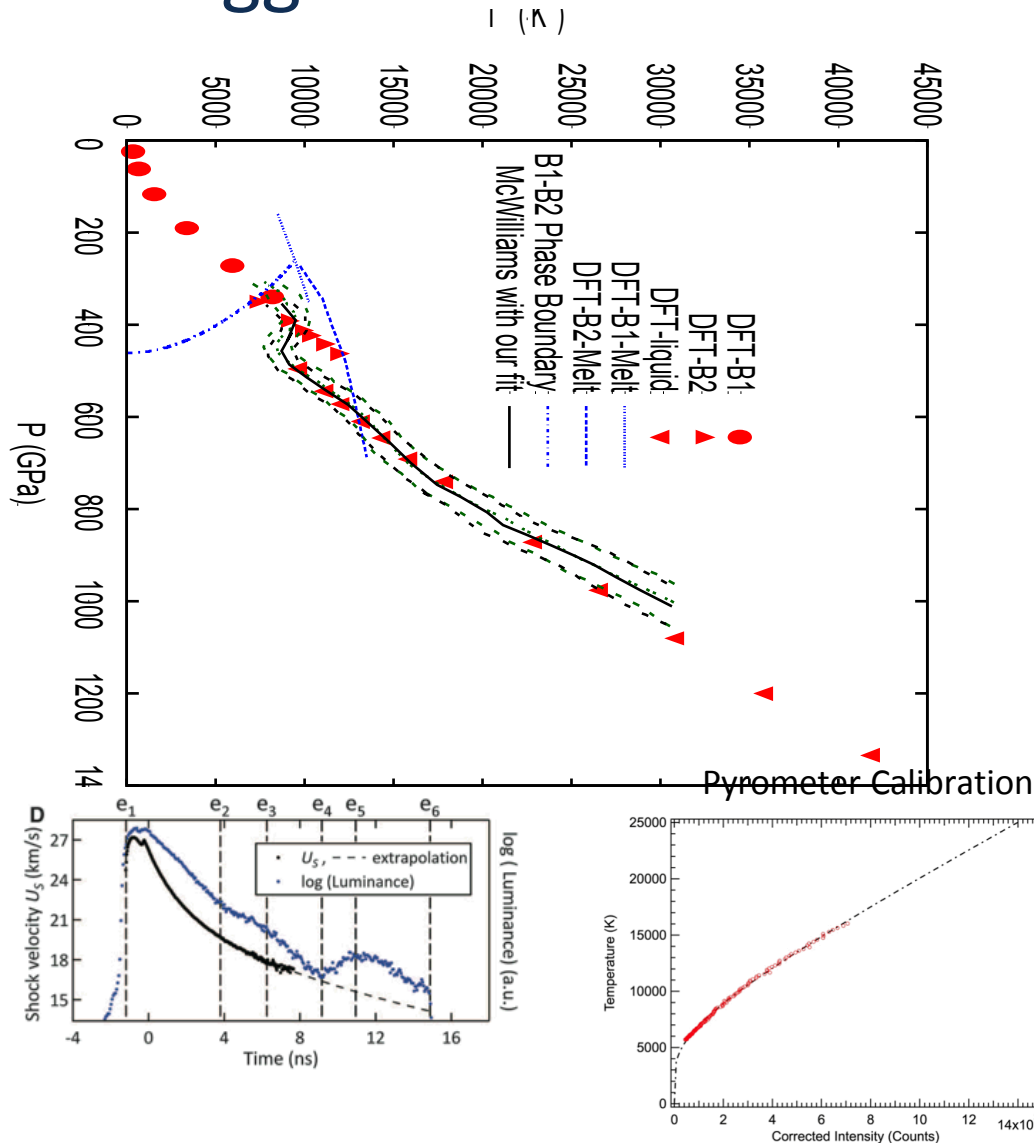 gg
T (K)
45000
40000
35000
30000
25000
20000
15000
10000
5000
0
0
200
400
600
800
1000
1200
14
P (GPa)
DFT-B1
DFT-B2
DFT-liquid
DFT-B1-Melt
DFT-B2-Melt
B1-B2 Phase Boundary
McWilliams with our fit
D
e1 e2 e3 e4 e5 e6
27
24
21
18
15
Shock velocity US (km/s)
US , extrapolation
log (Luminance)
log ( Luminance) (a.u.)
-4 0 4 8 12 16
Time (ns)
Pyrometer Calibration
25000
20000
15000
10000
5000
0
Temperature (K)
0 2 4 6 8 10 12 14x10
Corrected Intensity (Counts)